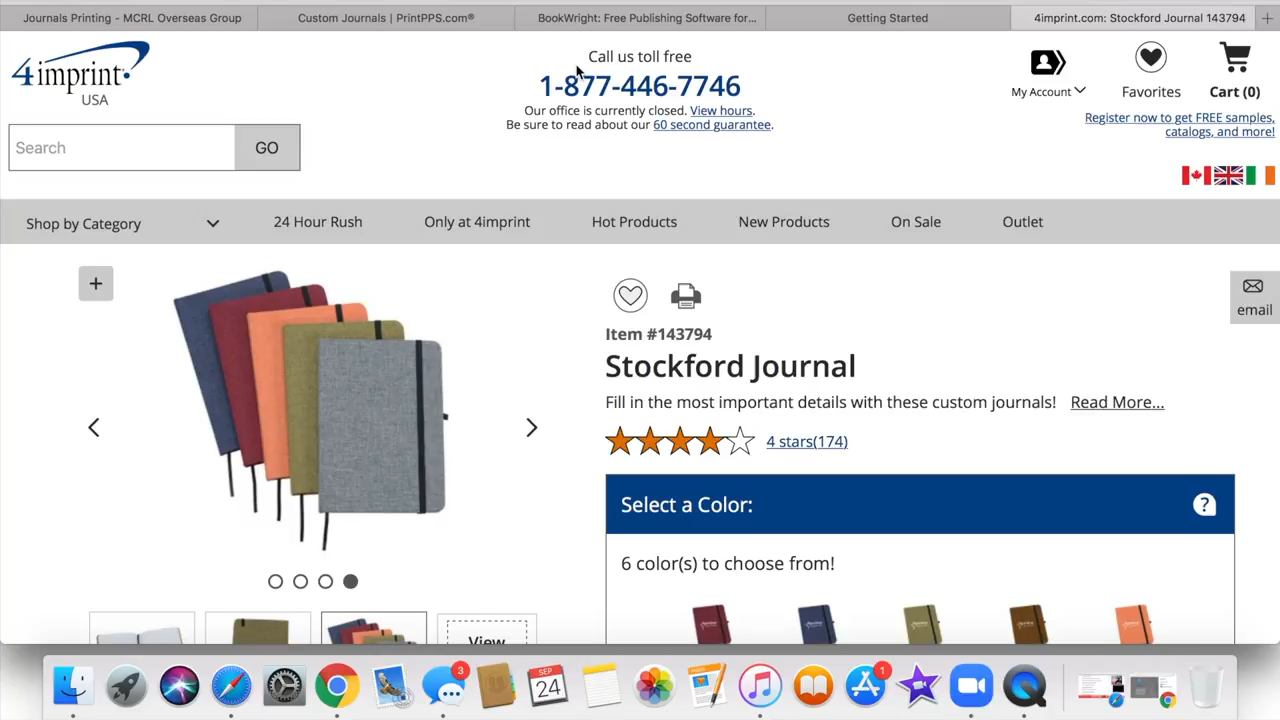 Journals Printing - MCRL Overseas Group
Custom Journals | PrintPPS.com®
BookWright: Free Publishing Software for...
Getting Started
4imprint.com: Stockford Journal 143794
4imprint
USA
Call us toll free
1-877-446-7746
Our office is currently closed. View hours.
Be sure to read about our 60 second guarantee.
My Account
Favorites
Cart (0)
Register now to get FREE samples,
catalogs, and more!
Search
GO
Shop by Category
24 Hour Rush
Only at 4imprint
Hot Products
New Products
On Sale
Outlet
+
email
Item #143794
Stockford Journal
Fill in the most important details with these custom journals! Read More...
4 stars(174)
Select a Color:
?
6 color(s) to choose from!
View
3
SEP
24
1